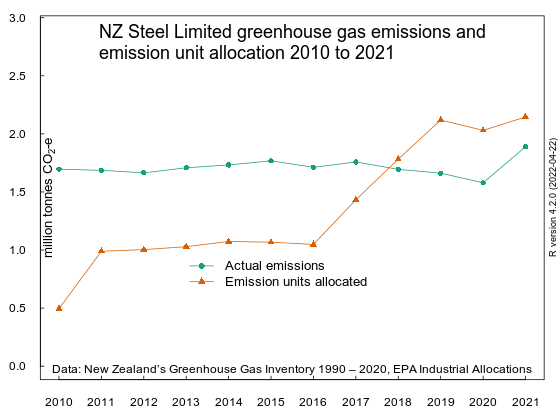 NZ Steel Limited greenhouse gas emissions and
emission unit allocation 2010 to 2021
million tonnes CO2-e
3.0
2.5
2.0
1.5
1.0
0.5
0.0
Actual emissions
Emission units allocated
Data: New Zealand's Greenhouse Gas Inventory 1990 – 2020, EPA Industrial Allocations
2010 2011 2012 2013 2014 2015 2016 2017 2018 2019 2020 2021
R version 4.2.0 (2022-04-22)